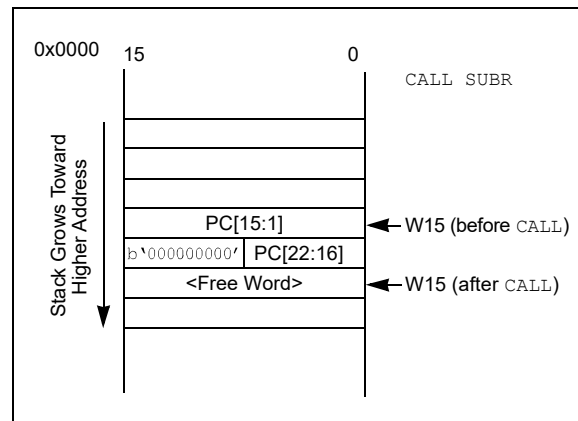 0x0000 15 0
CALL SUBR
Stack Grows Toward
Higher Address
PC[15:1] W15 (before CALL)
b'000000000' PC[22:16]
<Free Word> W15 (after CALL)